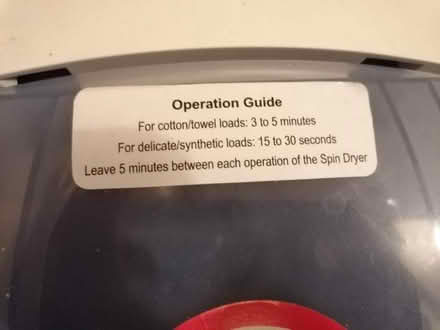 Operation Guide
For cotton/towel loads: 3 to 5 minutes
For delicate/synthetic loads: 15 to 30 seconds
Leave 5 minutes between each operation of the Spin Dryer